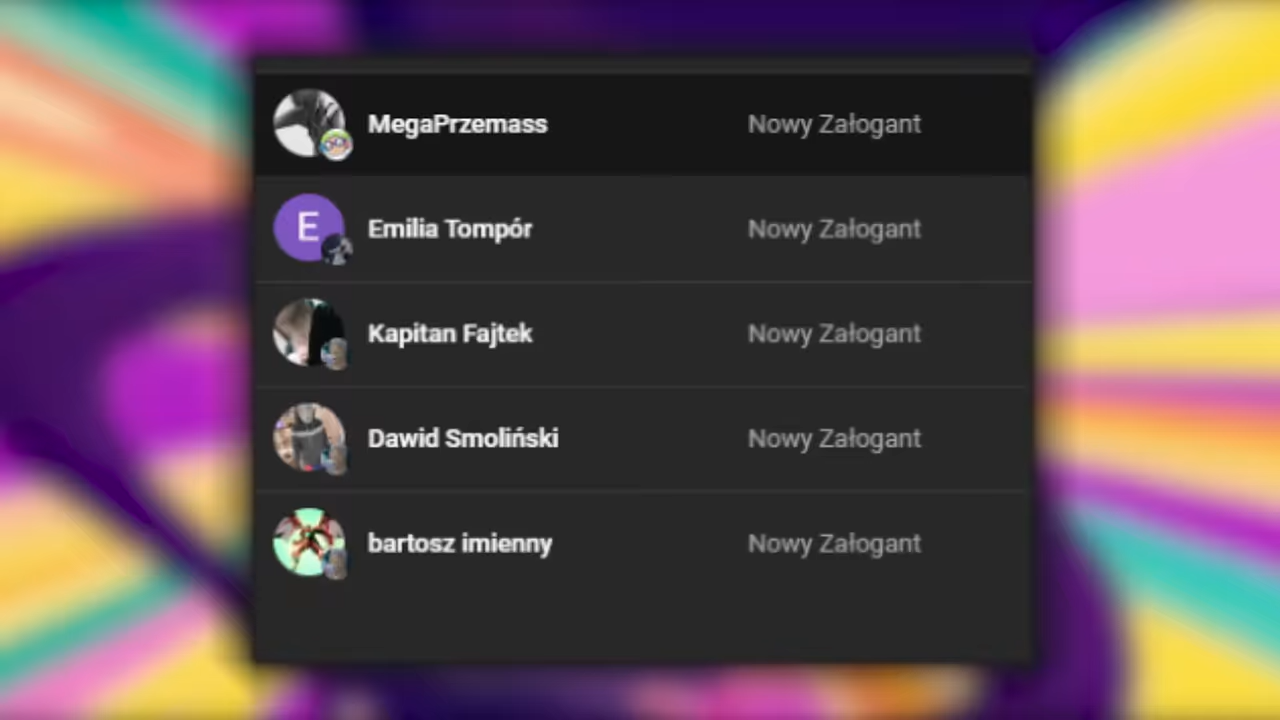 MegaPrzemass Nowy Załogant
E
Emilia Tompór Nowy Załogant
Kapitan Fajtek Nowy Załogant
Dawid Smoliński Nowy Załogant
bartosz imienny Nowy Załogant